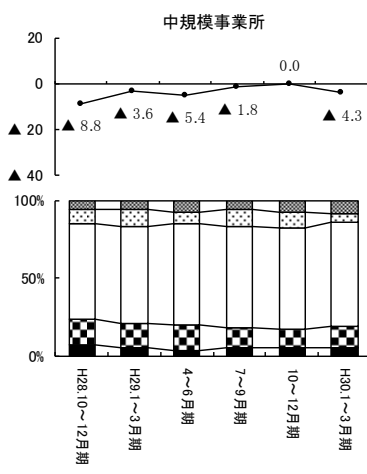 中規模事業所
20
0
▲ 20
▲ 40
▲ 8.8
▲ 3.6
▲ 5.4
▲ 1.8
0.0
▲ 4.3
100%
50%
0%
H28.10～12月期
H29.1～3月期
4～6月期
7～9月期
10～12月期
H30.1～3月期